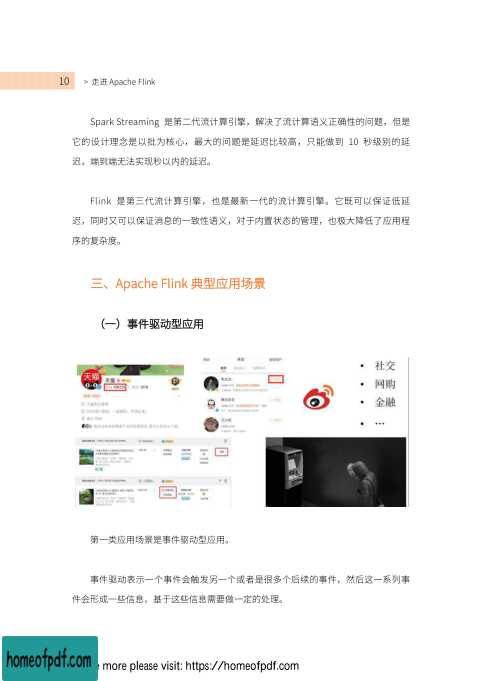 10 > 走进 Apache Flink
Spark Streaming 是第二代流计算引擎，解决了流计算语义正确性的问题，但是
它的设计理念是以批为核心，最大的问题是延迟比较高，只能做到 10 秒级别的延
迟，端到端无法实现秒以内的延迟。
Flink 是第三代流计算引擎，也是最新一代的流计算引擎。它既可以保证低延
迟，同时又可以保证消息的一致性语义，对于内置状态的管理，也极大降低了应用程
序的复杂度。
三、Apache Flink 典型应用场景
（一）事件驱动型应用
天猫
• 社交
• 网购
• 金融
• ...
第一类应用场景是事件驱动型应用。
事件驱动表示一个事件会触发另一个或者是很多个后续的事件，然后这一系列事
件会形成一些信息，基于这些信息需要做一定的处理。
homeofpdf.com
more please visit: https://homeofpdf.com